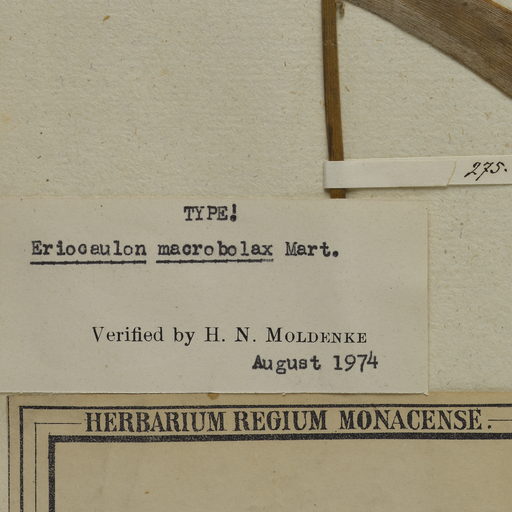 275.
TYPE!
Eriocaulon macrobolax Mart.
Verified by H. N. MOLDENKE
August 1974
HERBARIUM REGIUM MONACENSE.